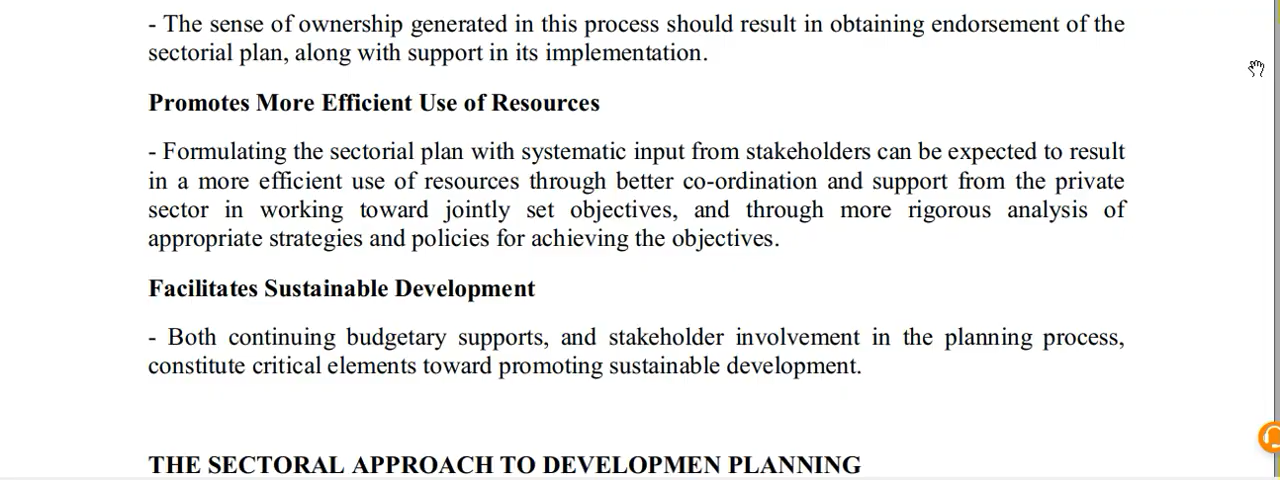 - The sense of ownership generated in this process should result in obtaining endorsement of the
sectorial plan, along with support in its implementation.
Promotes More Efficient Use of Resources
- Formulating the sectorial plan with systematic input from stakeholders can be expected to result
in a more efficient use of resources through better co-ordination and support from the private
sector in working toward jointly set objectives, and through more rigorous analysis of
appropriate strategies and policies for achieving the objectives.
Facilitates Sustainable Development
- Both continuing budgetary supports, and stakeholder involvement in the planning process,
constitute critical elements toward promoting sustainable development.
THE SECTORAL APPROACH TO DEVELOPMEN PLANNING